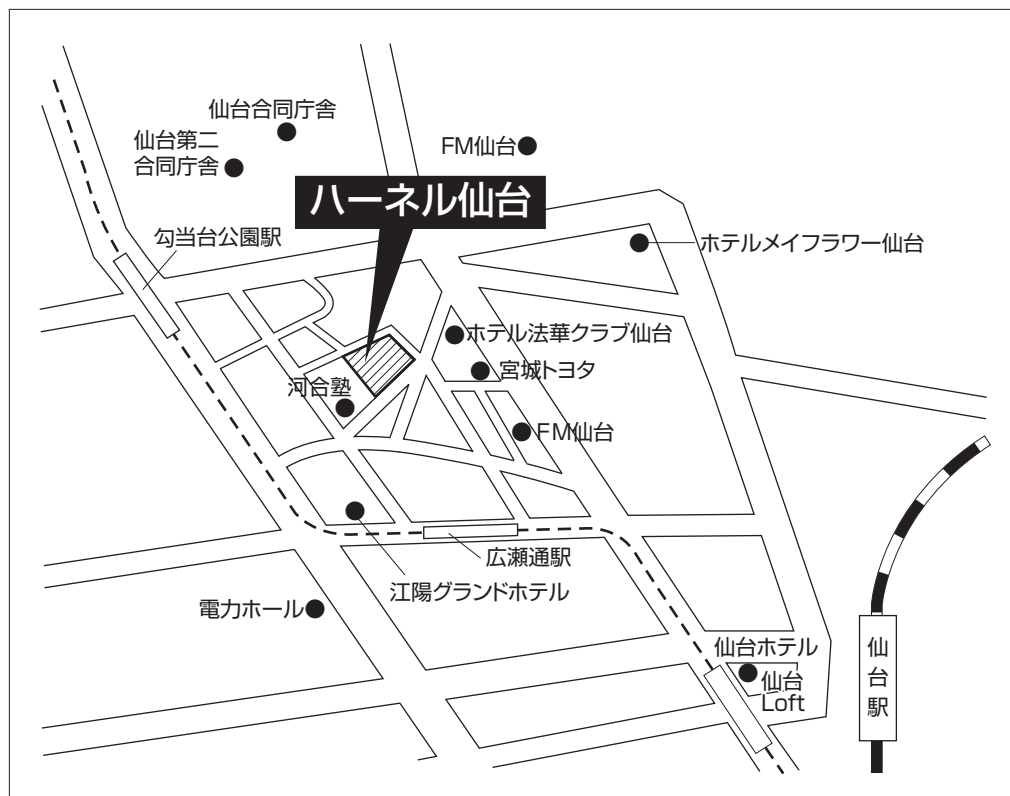 仙台合同庁舎
仙台第二
合同庁舎
FM仙台
ハーネル仙台
勾当台公園駅
ホテルメイフラワー仙台
ホテル法華クラブ仙台
宮城トヨタ
河合塾
FM仙台
広瀬通駅
江陽グランドホテル
電力ホール
仙台ホテル
仙台
Loft
仙台駅